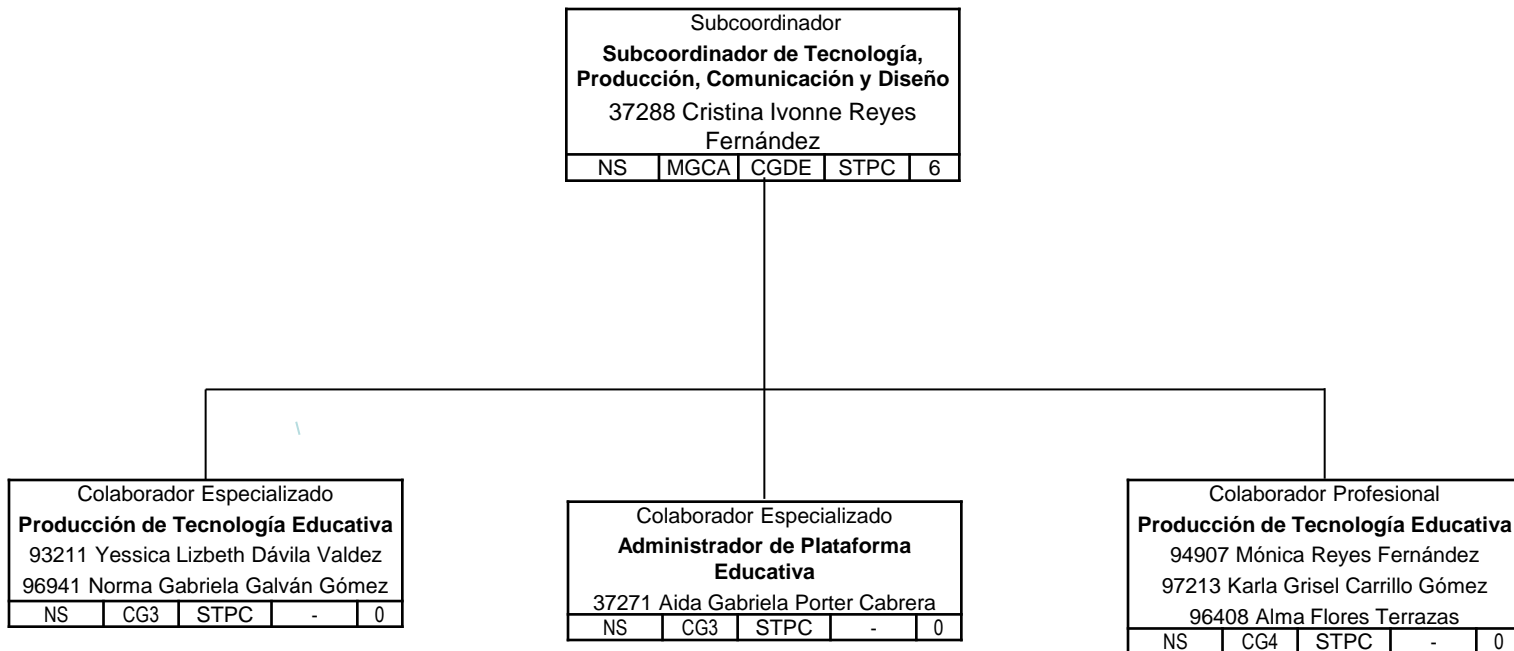 Subcoordinador
Subcoordinador de Tecnología,
Producción, Comunicación y Diseño
37288 Cristina Ivonne Reyes
Fernández
NS MGCA CGDE STPC 6
\
Colaborador Especializado
Producción de Tecnología Educativa
93211 Yessica Lizbeth Dávila Valdez
96941 Norma Gabriela Galván Gómez
NS CG3 STPC - 0
Colaborador Especializado
Administrador de Plataforma
Educativa
37271 Aida Gabriela Porter Cabrera
NS CG3 STPC - 0
Colaborador Profesional
Producción de Tecnología Educativa
94907 Mónica Reyes Fernández
97213 Karla Grisel Carrillo Gómez
96408 Alma Flores Terrazas
NS CG4 STPC - 0